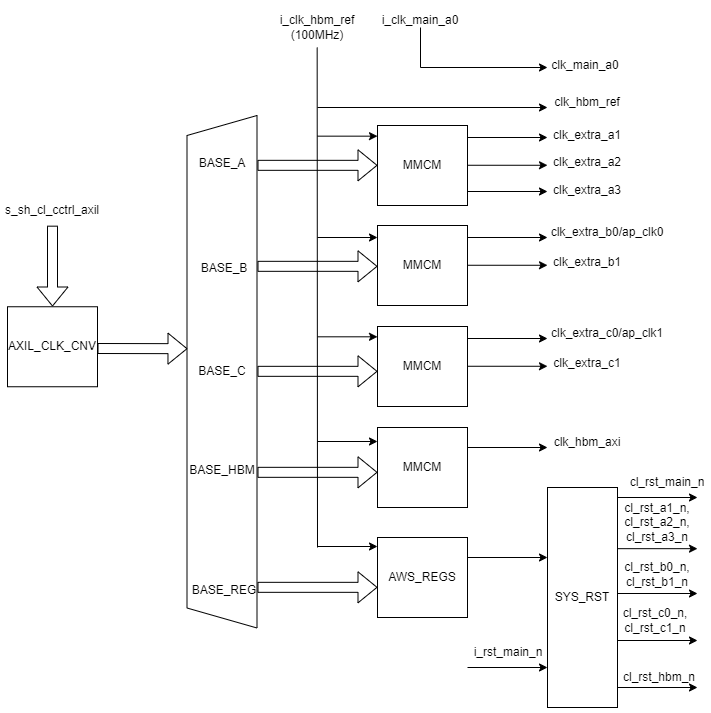 i_clk_hbm_ref
(100MHz)
i_clk_main_a0
clk_main_a0
clk_hbm_ref
clk_extra_a1
BASE_A
MMCM
clk_extra_a2
clk_extra_a3
s_sh_cl_cctrl_axil
clk_extra_b0/ap_clk0
BASE_B
MMCM
clk_extra_b1
AXIL_CLK_CNV
clk_extra_c0/ap_clk1
BASE_C
MMCM
clk_extra_c1
clk_hbm_axi
BASE_HBM
MMCM
cl_rst_main_n
cl_rst_a1_n,
cl_rst_a2_n,
cl_rst_a3_n
BASE_REG
AWS_REGS
cl_rst_b0_n,
cl_rst_b1_n
SYS_RST
cl_rst_c0_n,
cl_rst_c1_n
i_rst_main_n
cl_rst_hbm_n